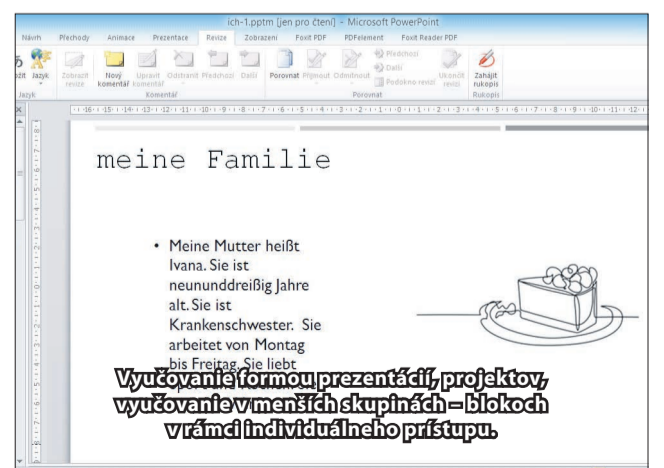 ich-1.pptm [jen pro čtení] - Microsoft PowerPoint
Návrh Přechody Animace Prezentace Revize Zobrazení Foxit PDF PDFelement Foxit Reader PDF
Jazyk Zobrazit revize Nový komentář Upravit komentář Odstranit Předchozí Další Porovnat Přijmout Odmítnout Předchozí Další Podokno revizí Ukončit revizi Zahájit rukopis
Jazyk Komentář Porovnat Rukopis
meine Familie
• Meine Mutter heißt
Ivana. Sie ist
neununddreißig Jahre
alt. Sie ist
Krankenschwester. Sie
arbeitet von Montag
bis Freitag. Sie liebt
Vyučovanie formou prezentácií, projektov,
vyučovanie v menších skupinách – blokoch
v rámci individuálneho prístupu.